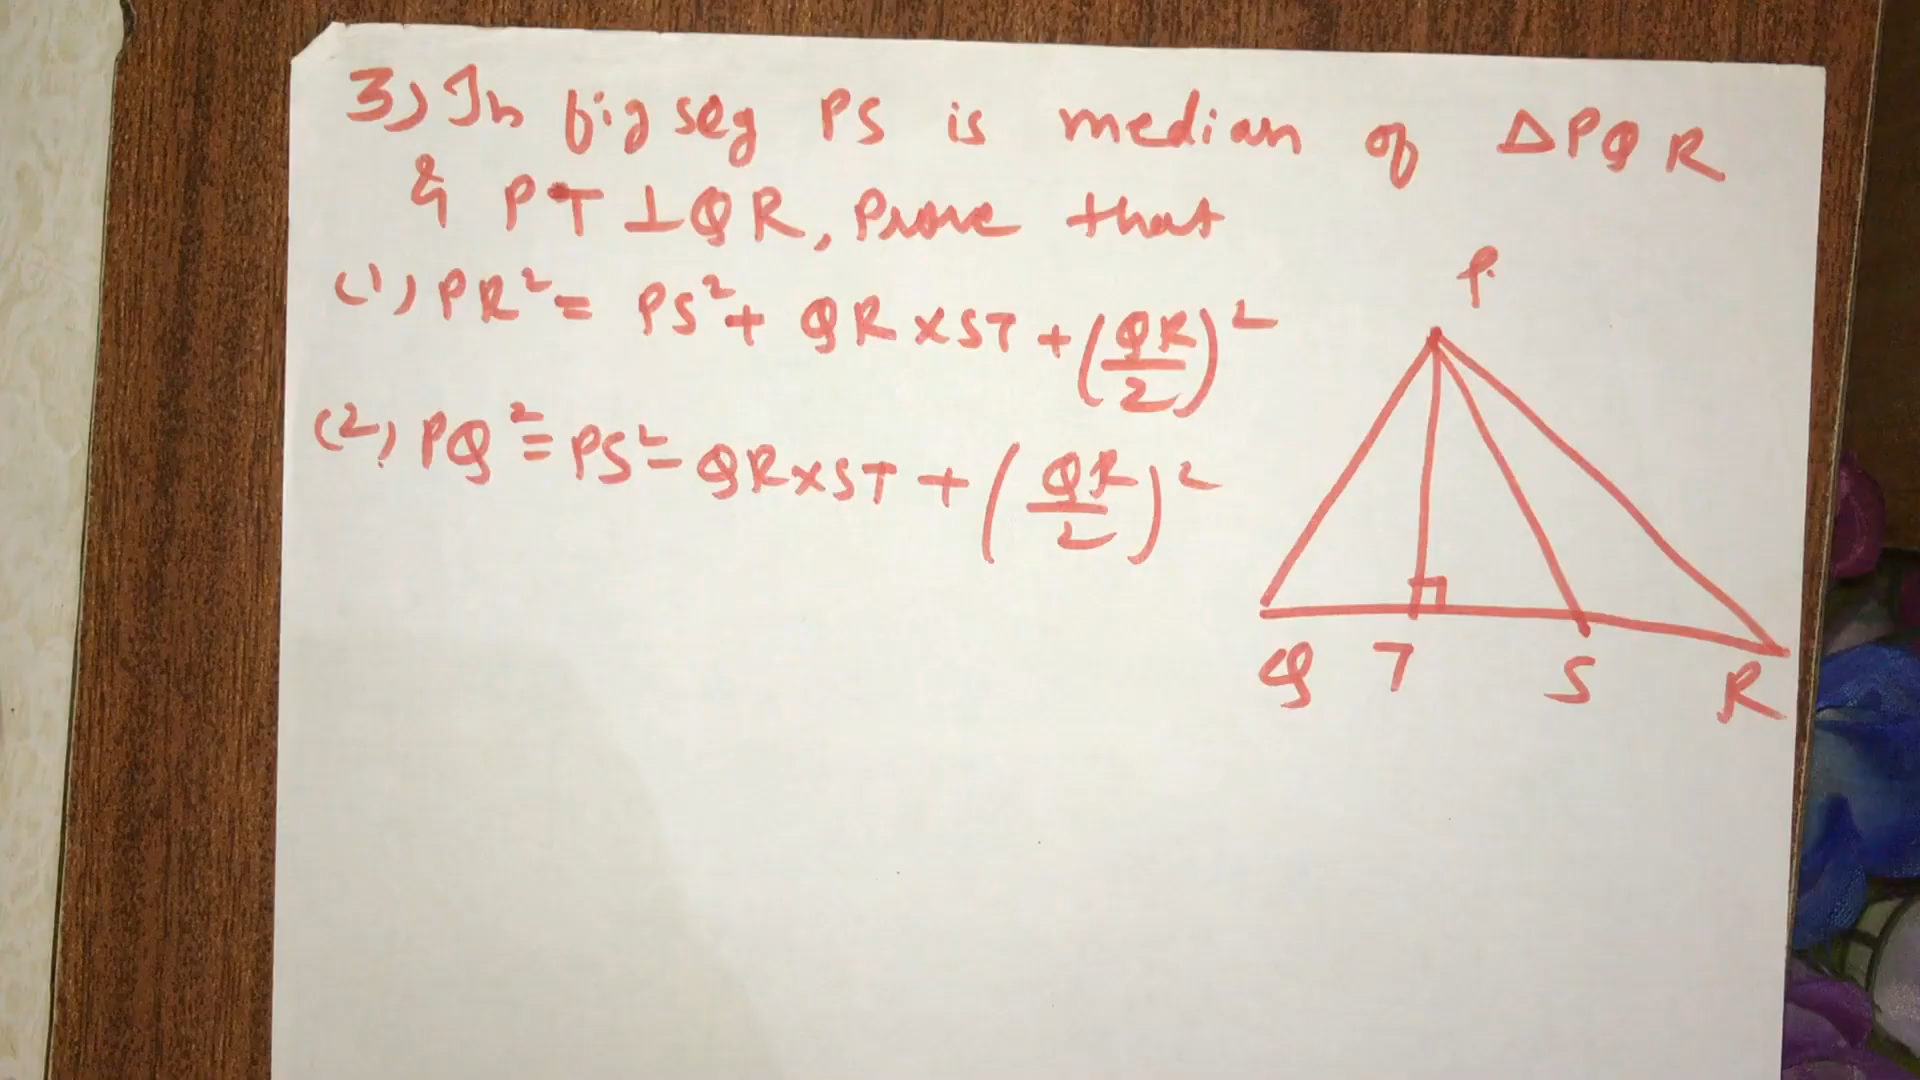 3) In fig seg PS is median of △PQR
& PT ⊥ QR, Prove that
(1) PR² = PS² + QR × ST + (QR/2)²
(2) PQ² = PS² - QR × ST + (QR/2)²
P
Q T S R